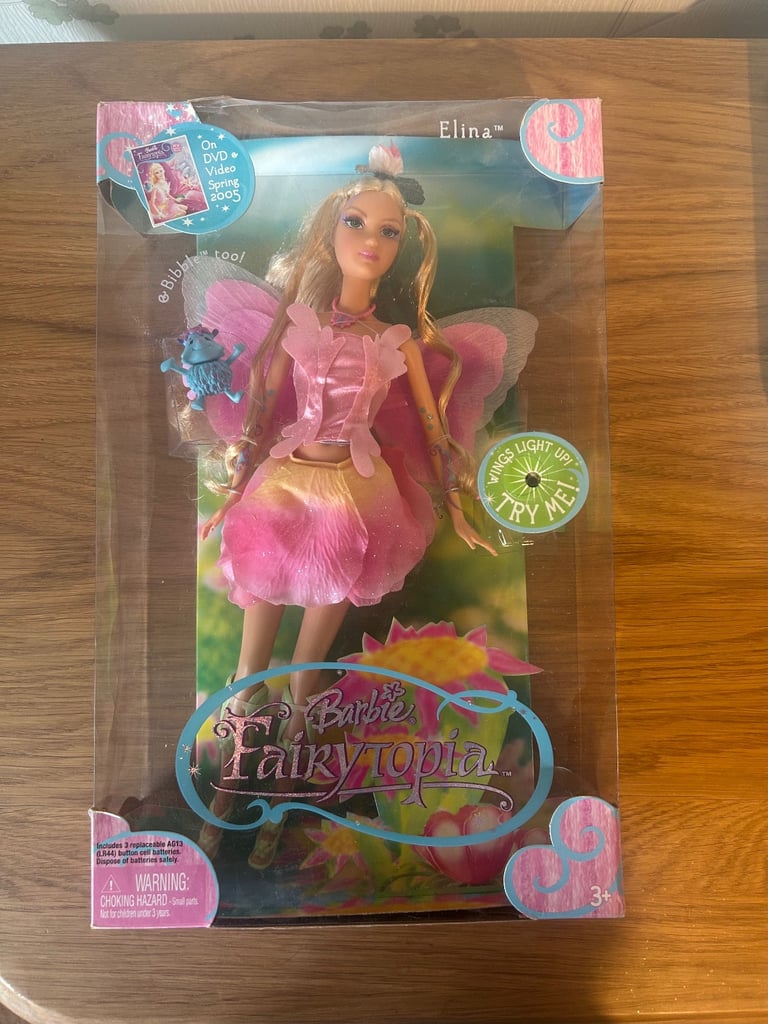 Elina™
On
DVD &
Video
Spring
2005
Fairytopia
& Bibble™ too!
WINGS LIGHT UP!
TRY ME!
Barbie®
FAIRYTOPIA™
Includes 3 replaceable AG13
(LR44) button cell batteries.
Dispose of batteries safely.
WARNING:
CHOKING HAZARD - Small parts
Not for children under 3 years.
3+